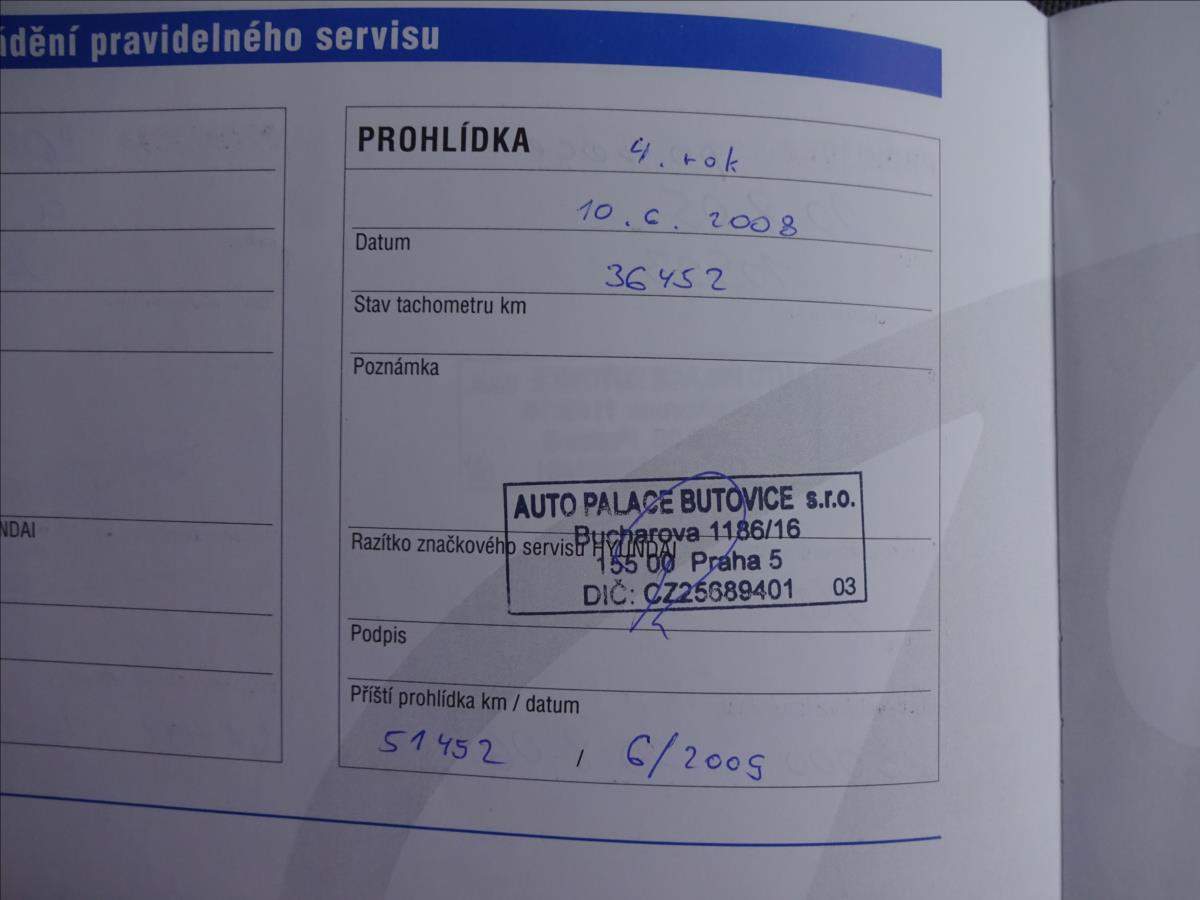 ádění pravidelného servisu
NDAI
PROHLÍDKA 4. rok
10. 6. 2008
Datum
36452
Stav tachometru km
Poznámka
AUTO PALACE BUTOVICE s.r.o.
Bucharova 1186/16
Razítko značkového servisu HYUNDAI
155 00 Praha 5
DIČ: CZ25689401 03
Podpis
Příští prohlídka km / datum
51452 / 6/2009